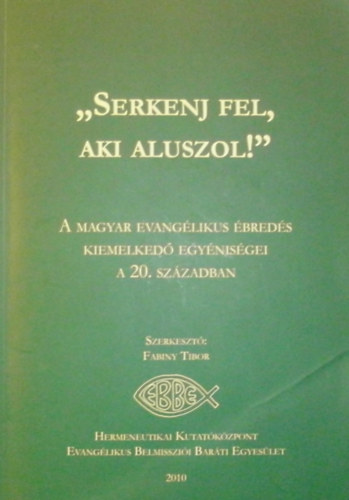 „Serkenj fel,
aki aluszol!”
A magyar evangélikus ébredés
kiemelkedő egyéniségei
a 20. században
Szerkesztő:
Fabiny Tibor
EBBE
Hermeneutikai Kutatóközpont
Evangélikus Belmissziói Baráti Egyesület
2010